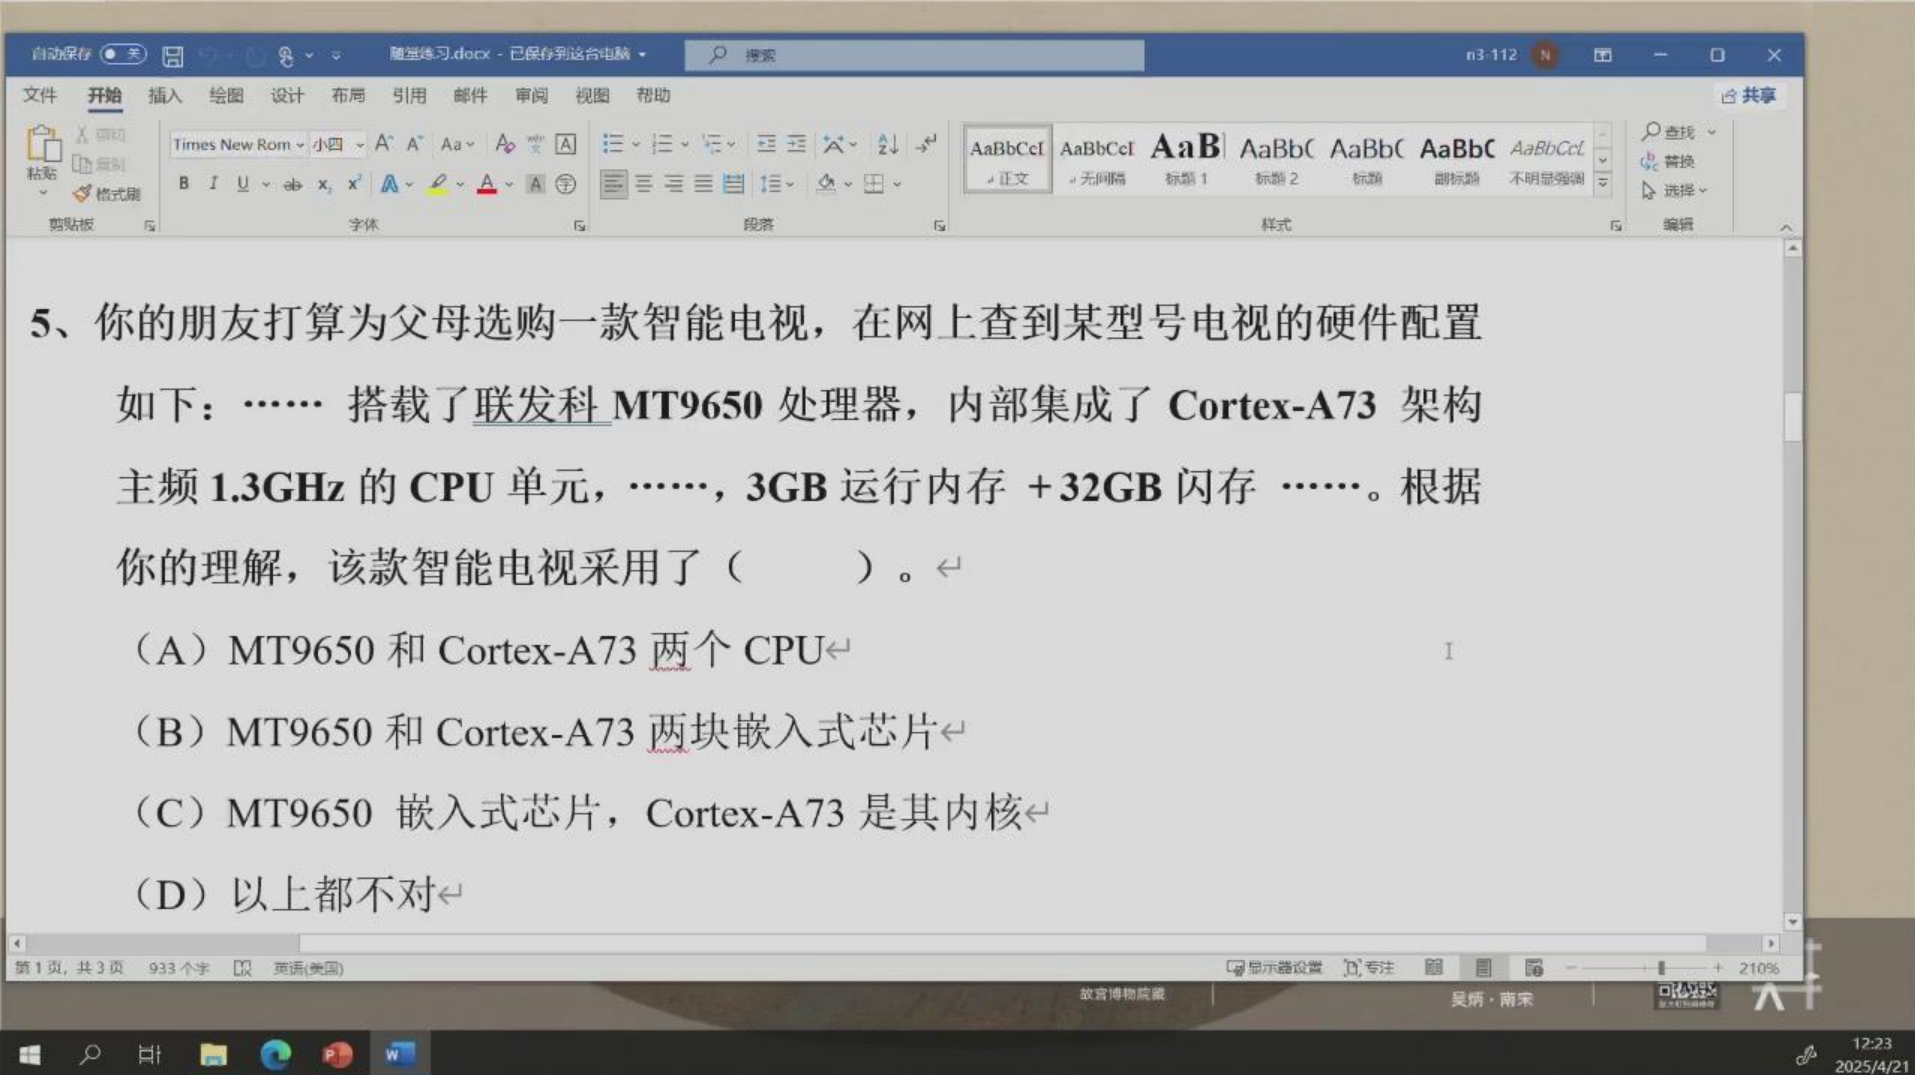 自动保存 关 随堂练习.docx - 已保存到这台电脑 搜索 n3-112 N
文件 开始 插入 绘图 设计 布局 引用 邮件 审阅 视图 帮助 共享
粘贴 剪切 复制 格式刷
Times New Rom 小四
AaBbCcI 正文 AaBbCcI 无间隔 AaB 标题 1 AaBb( 标题 2 AaBb( 标题 AaBb( 副标题 AaBbCcL 不明显强调
查找 替换 选择
剪贴板 字体 段落 样式 编辑
5、你的朋友打算为父母选购一款智能电视，在网上查到某型号电视的硬件配置
如下：…… 搭载了联发科 MT9650 处理器，内部集成了 Cortex-A73 架构
主频 1.3GHz 的 CPU 单元，……，3GB 运行内存 +32GB 闪存 ……。根据
你的理解，该款智能电视采用了（ ）。
（A）MT9650 和 Cortex-A73 两个 CPU
（B）MT9650 和 Cortex-A73 两块嵌入式芯片
（C）MT9650 嵌入式芯片，Cortex-A73 是其内核
（D）以上都不对
第 1 页，共 3 页 933 个字 英语(美国) 显示器设置 专注 210%
故宫博物院藏 吴炳·南宋
12:23
2025/4/21